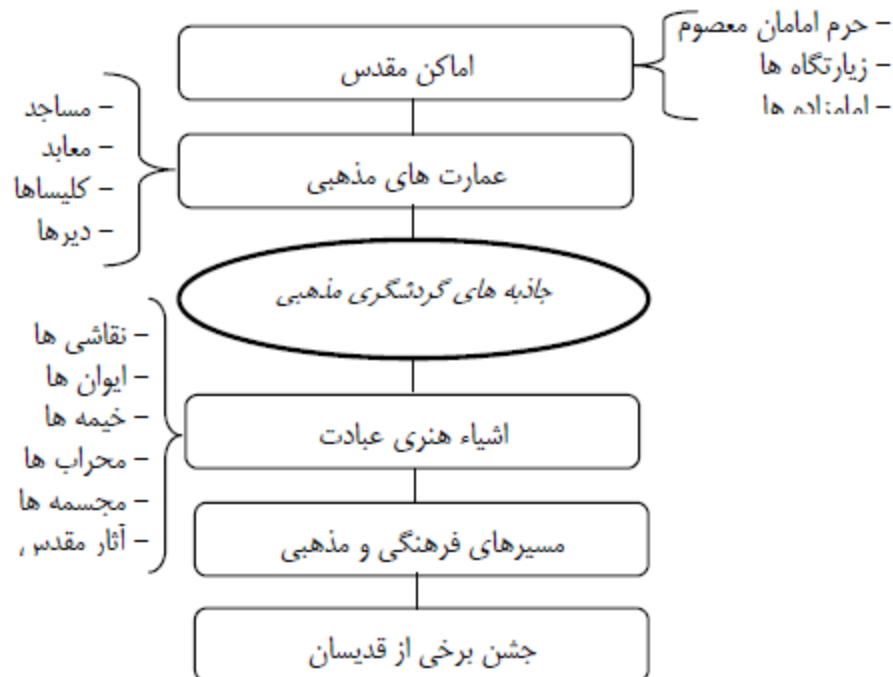 اماکن مقدس
- حرم امامان معصوم
- زیارتگاه ها
- امامزاده ها
عمارت های مذهبی
- مساجد
- معابد
- کلیساها
- دیرها
جاذبه های گردشگری مذهبی
اشیاء هنری عبادت
- نقاشی ها
- ایوان ها
- خیمه ها
- محراب ها
- مجسمه ها
- آثار مقدس
مسیرهای فرهنگی و مذهبی
جشن برخی از قدیسان